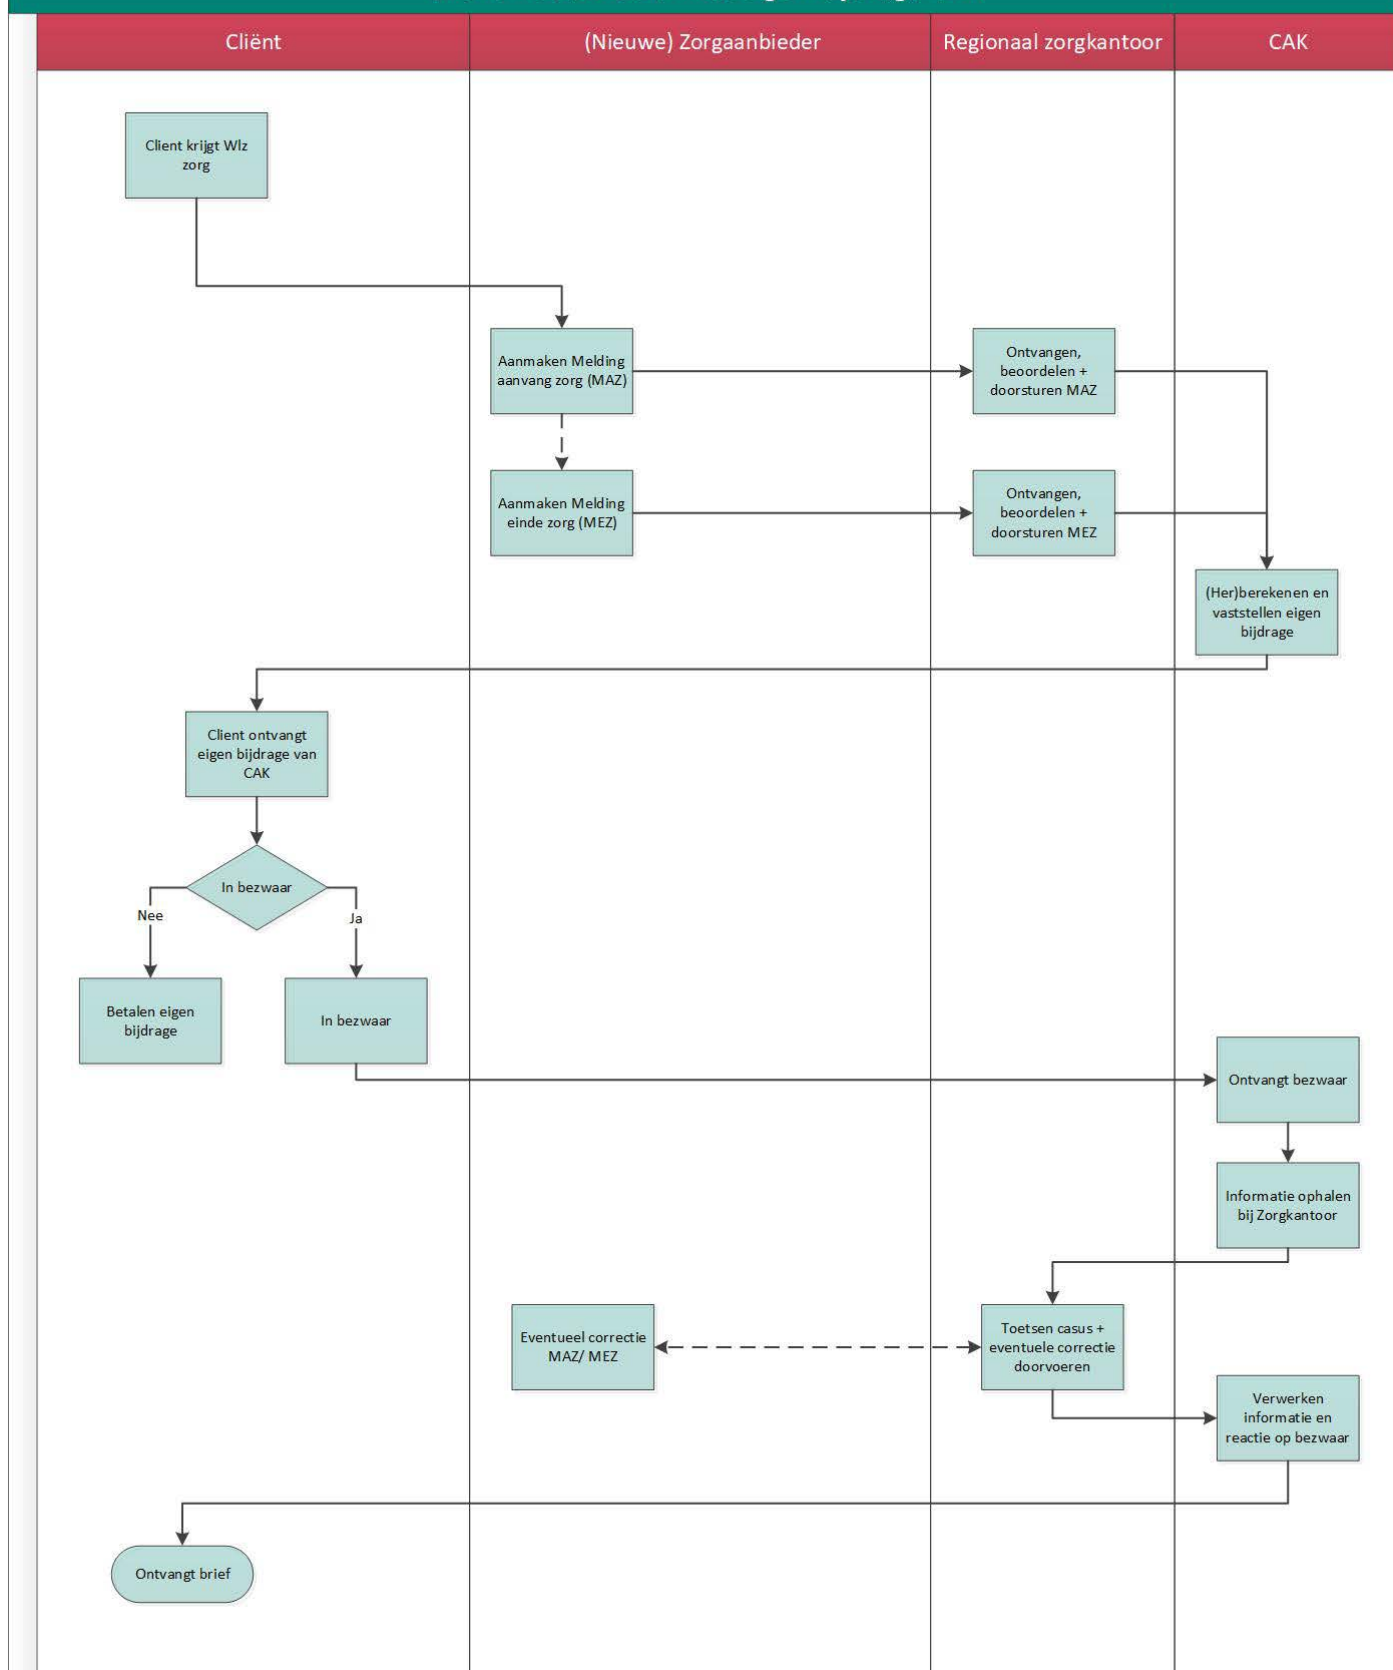 Cliënt
(Nieuwe) Zorgaanbieder
Regionaal zorgkantoor
CAK
Client krijgt Wlz
zorg
Aanmaken Melding
aanvang zorg (MAZ)
Ontvangen,
beoordelen +
doorsturen MAZ
Aanmaken Melding
einde zorg (MEZ)
Ontvangen,
beoordelen +
doorsturen MEZ
(Her)berekenen en
vaststellen eigen
bijdrage
Client ontvangt
eigen bijdrage van
CAK
In bezwaar
Nee
Ja
Betalen eigen
bijdrage
In bezwaar
Ontvangt bezwaar
Informatie ophalen
bij Zorgkantoor
Eventueel correctie
MAZ/ MEZ
Toetsen casus +
eventuele correctie
doorvoeren
Verwerken
informatie en
reactie op bezwaar
Ontvangt brief